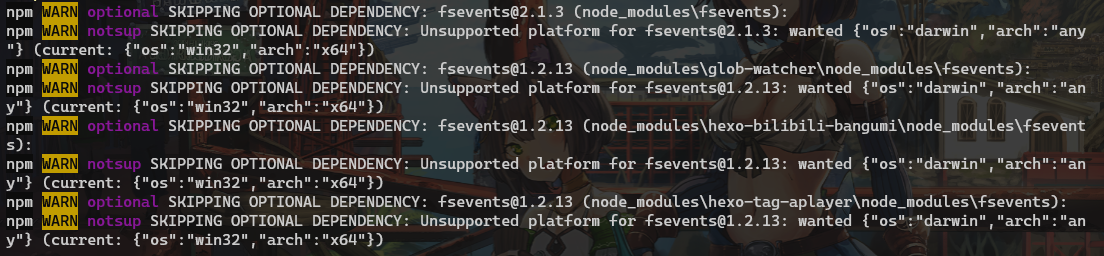 npm WARN optional SKIPPING OPTIONAL DEPENDENCY: fsevents@2.1.3 (node_modules\fsevents):
npm WARN notsup SKIPPING OPTIONAL DEPENDENCY: Unsupported platform for fsevents@2.1.3: wanted {"os":"darwin","arch":"any
"} (current: {"os":"win32","arch":"x64"})
npm WARN optional SKIPPING OPTIONAL DEPENDENCY: fsevents@1.2.13 (node_modules\glob-watcher\node_modules\fsevents):
npm WARN notsup SKIPPING OPTIONAL DEPENDENCY: Unsupported platform for fsevents@1.2.13: wanted {"os":"darwin","arch":"an
y"} (current: {"os":"win32","arch":"x64"})
npm WARN optional SKIPPING OPTIONAL DEPENDENCY: fsevents@1.2.13 (node_modules\hexo-bilibili-bangumi\node_modules\fsevent
s):
npm WARN notsup SKIPPING OPTIONAL DEPENDENCY: Unsupported platform for fsevents@1.2.13: wanted {"os":"darwin","arch":"an
y"} (current: {"os":"win32","arch":"x64"})
npm WARN optional SKIPPING OPTIONAL DEPENDENCY: fsevents@1.2.13 (node_modules\hexo-tag-aplayer\node_modules\fsevents):
npm WARN notsup SKIPPING OPTIONAL DEPENDENCY: Unsupported platform for fsevents@1.2.13: wanted {"os":"darwin","arch":"an
y"} (current: {"os":"win32","arch":"x64"})